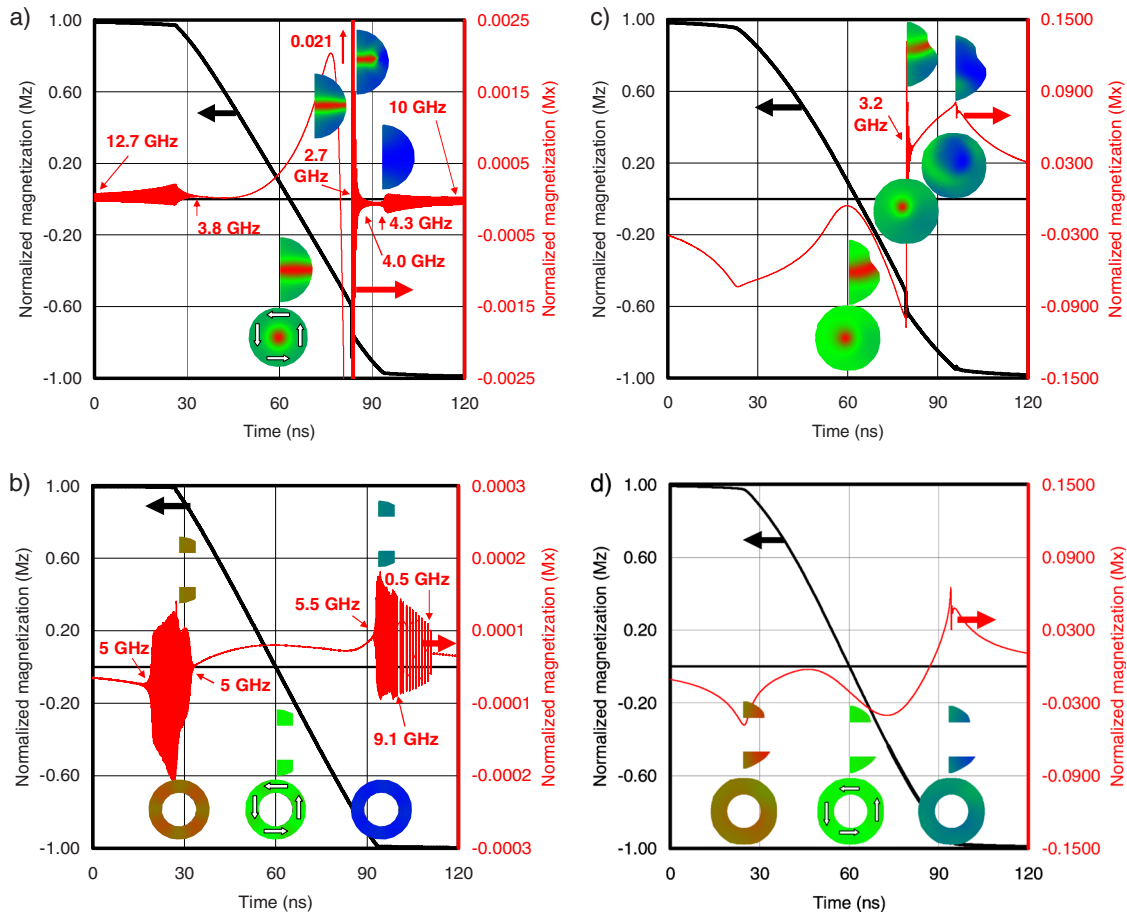 a)
1.00
0.60
0.20
-0.20
-0.60
-1.00
Normalized magnetization (Mz)
0
30
60
90
120
Time (ns)
0.0025
0.0015
0.0005
-0.0005
-0.0015
-0.0025
Normalized magnetization (Mx)
0.021
12.7 GHz
10 GHz
2.7
GHz
3.8 GHz
4.3 GHz
4.0 GHz
c)
1.00
0.60
0.20
-0.20
-0.60
-1.00
Normalized magnetization (Mz)
0
30
60
90
120
Time (ns)
0.1500
0.0900
0.0300
-0.0300
-0.0900
-0.1500
Normalized magnetization (Mx)
3.2
GHz
b)
1.00
0.60
0.20
-0.20
-0.60
-1.00
Normalized magnetization (Mz)
0
30
60
90
120
Time (ns)
0.0003
0.0002
0.0001
-0.0001
-0.0002
-0.0003
Normalized magnetization (Mx)
0.5 GHz
5.5 GHz
5 GHz
5 GHz
9.1 GHz
d)
1.00
0.60
0.20
-0.20
-0.60
-1.00
Normalized magnetization (Mz)
0
30
60
90
120
Time (ns)
0.1500
0.0900
0.0300
-0.0300
-0.0900
-0.1500
Normalized magnetization (Mx)